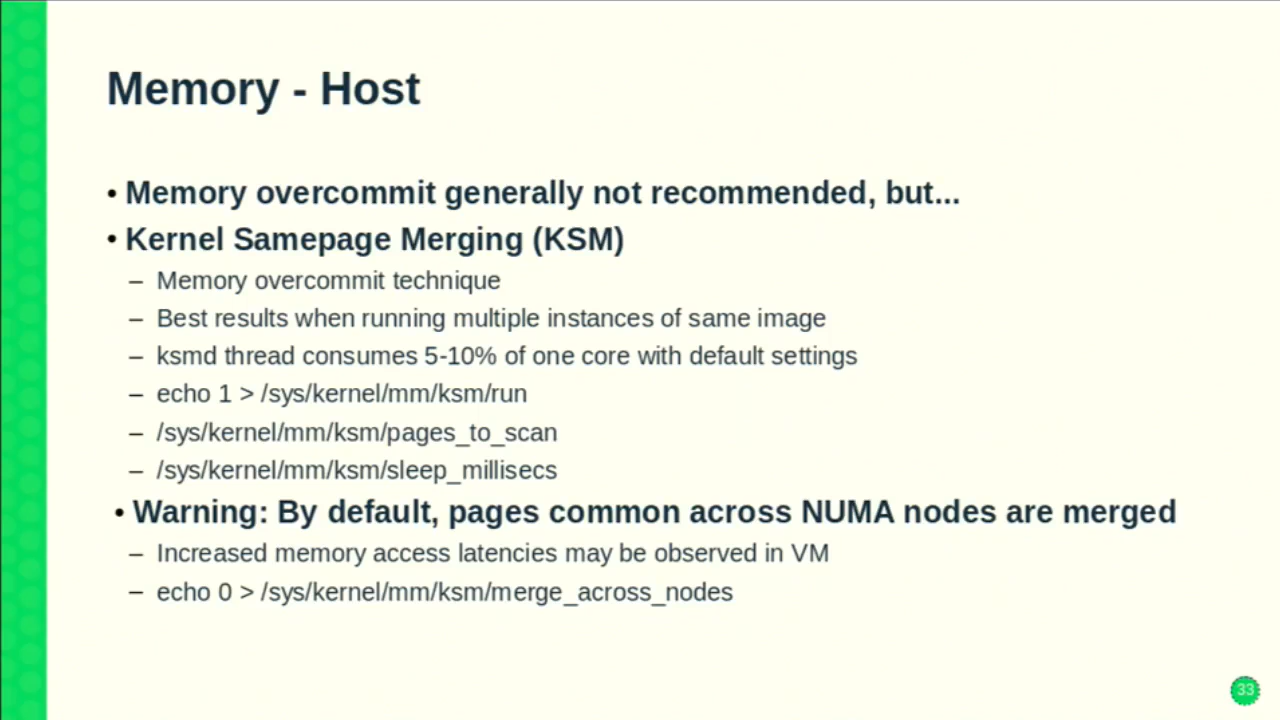 Memory - Host
• Memory overcommit generally not recommended, but...
• Kernel Samepage Merging (KSM)
– Memory overcommit technique
– Best results when running multiple instances of same image
– ksmd thread consumes 5-10% of one core with default settings
– echo 1 > /sys/kernel/mm/ksm/run
– /sys/kernel/mm/ksm/pages_to_scan
– /sys/kernel/mm/ksm/sleep_millisecs
• Warning: By default, pages common across NUMA nodes are merged
– Increased memory access latencies may be observed in VM
– echo 0 > /sys/kernel/mm/ksm/merge_across_nodes
33